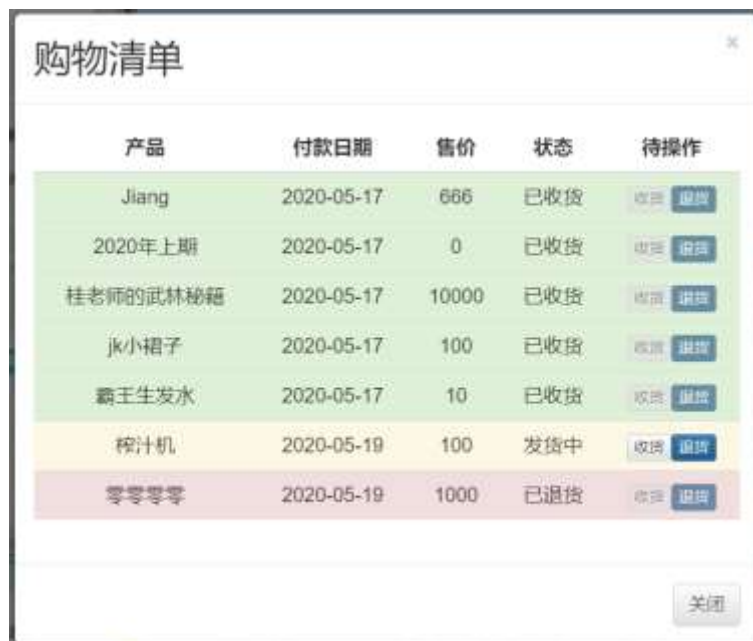 购物清单
×
产品 付款日期 售价 状态 待操作
Jiang 2020-05-17 666 已收货 收货 退货
2020年上期 2020-05-17 0 已收货 收货 退货
桂老师的武林秘籍 2020-05-17 10000 已收货 收货 退货
jk小裙子 2020-05-17 100 已收货 收货 退货
霸王生发水 2020-05-17 10 已收货 收货 退货
榨汁机 2020-05-19 100 发货中 收货 退货
零零零零 2020-05-19 1000 已退货 收货 退货
关闭